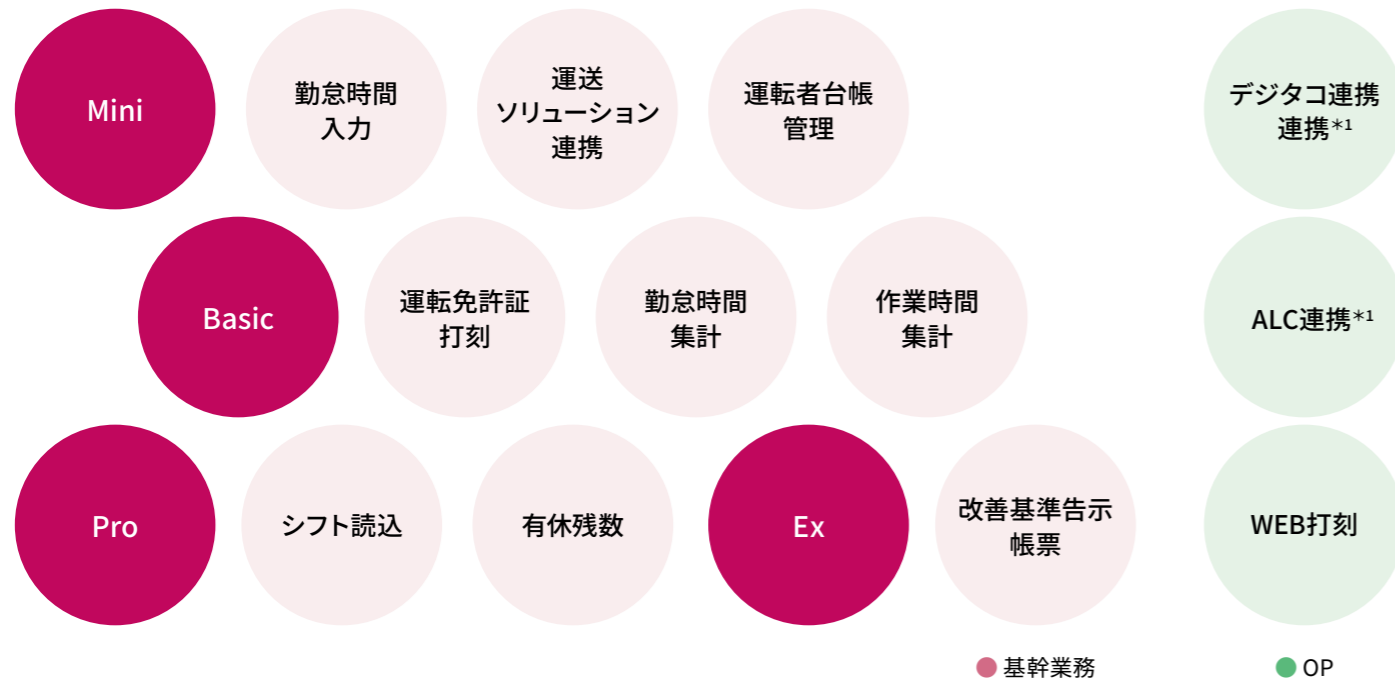 Mini
勤怠時間
入力
運送
ソリューション
連携
運転者台帳
管理
デジタコ連携
連携*1
Basic
運転免許証
打刻
勤怠時間
集計
作業時間
集計
ALC連携*1
Pro
シフト読込
有休残数
Ex
改善基準告示
帳票
WEB打刻
基幹業務
OP